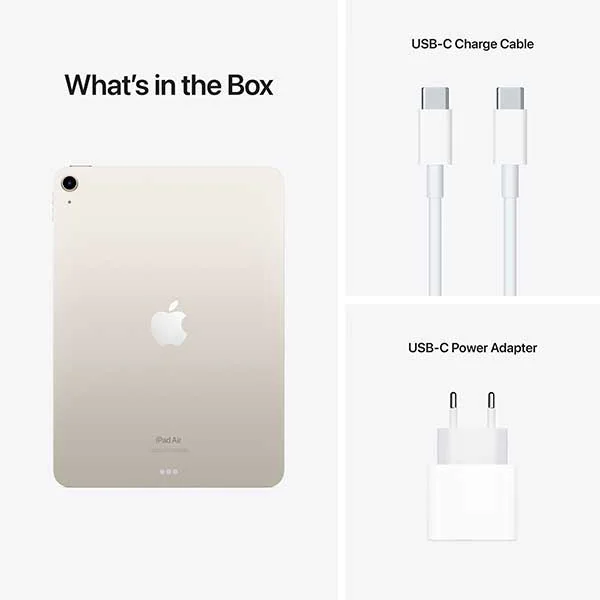 What's in the Box
iPad Air
USB-C Charge Cable
USB-C Power Adapter